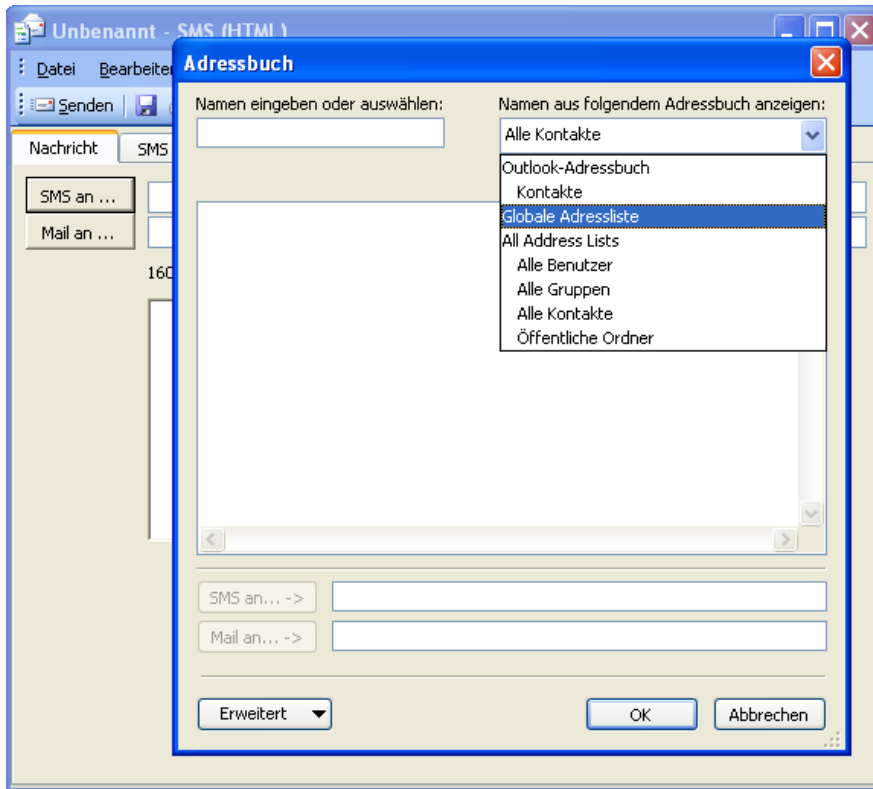 Unbenannt - SMS (HTML)
Datei Bearbeiten
Senden
Nachricht SMS
SMS an ...
Mail an ...
160
Adressbuch
Namen eingeben oder auswählen:
Namen aus folgendem Adressbuch anzeigen:
Alle Kontakte
Outlook-Adressbuch
Kontakte
Globale Adressliste
All Address Lists
Alle Benutzer
Alle Gruppen
Alle Kontakte
Öffentliche Ordner
SMS an... ->
Mail an... ->
Erweitert
OK
Abbrechen